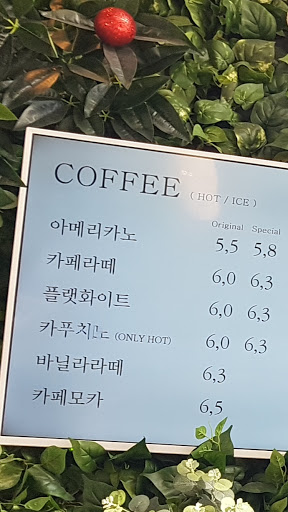 COFFEE ( HOT / ICE )
Original Special
아메리카노 5,5 5,8
카페라떼 6,0 6,3
플랫화이트 6,0 6,3
카푸치노 (ONLY HOT) 6,0 6,3
바닐라라떼 6,3
카페모카 6,5